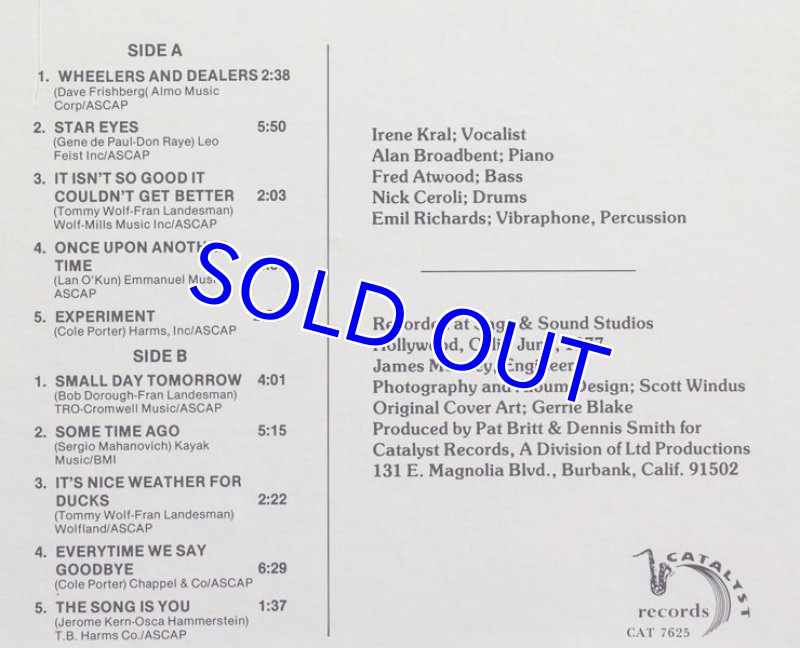 SIDE A
1. WHEELERS AND DEALERS 2:38
(Dave Frishberg( Almo Music
Corp/ASCAP
2. STAR EYES 5:50
(Gene de Paul-Don Raye) Leo
Feist Inc/ASCAP
3. IT ISN'T SO GOOD IT
COULDN'T GET BETTER 2:03
(Tommy Wolf-Fran Landesman)
Wolf-Mills Music Inc/ASCAP
4. ONCE UPON ANOTHER
TIME
(Lan O'Kun) Emmanuel Music
ASCAP
5. EXPERIMENT
(Cole Porter) Harms, Inc/ASCAP
SIDE B
1. SMALL DAY TOMORROW 4:01
(Bob Dorough-Fran Landesman)
TRO-Cromwell Music/ASCAP
2. SOME TIME AGO 5:15
(Sergio Mahanovich) Kayak
Music/BMI
3. IT'S NICE WEATHER FOR
DUCKS 2:22
(Tommy Wolf-Fran Landesman)
Wolfland/ASCAP
4. EVERYTIME WE SAY
GOODBYE 6:29
(Cole Porter) Chappel & Co/ASCAP
5. THE SONG IS YOU 1:37
(Jerome Kern-Osca Hammerstein)
T.B. Harms Co./ASCAP
Irene Kral; Vocalist
Alan Broadbent; Piano
Fred Atwood; Bass
Nick Ceroli; Drums
Emil Richards; Vibraphone, Percussion
Recorded at & Sound Studios
Hollywood, Calif. June, 1977
James Engineer
Photography and Album Design; Scott Windus
Original Cover Art; Gerrie Blake
Produced by Pat Britt & Dennis Smith for
Catalyst Records, A Division of Ltd Productions
131 E. Magnolia Blvd., Burbank, Calif. 91502
CATALYST
records
CAT 7625
SOLD OUT